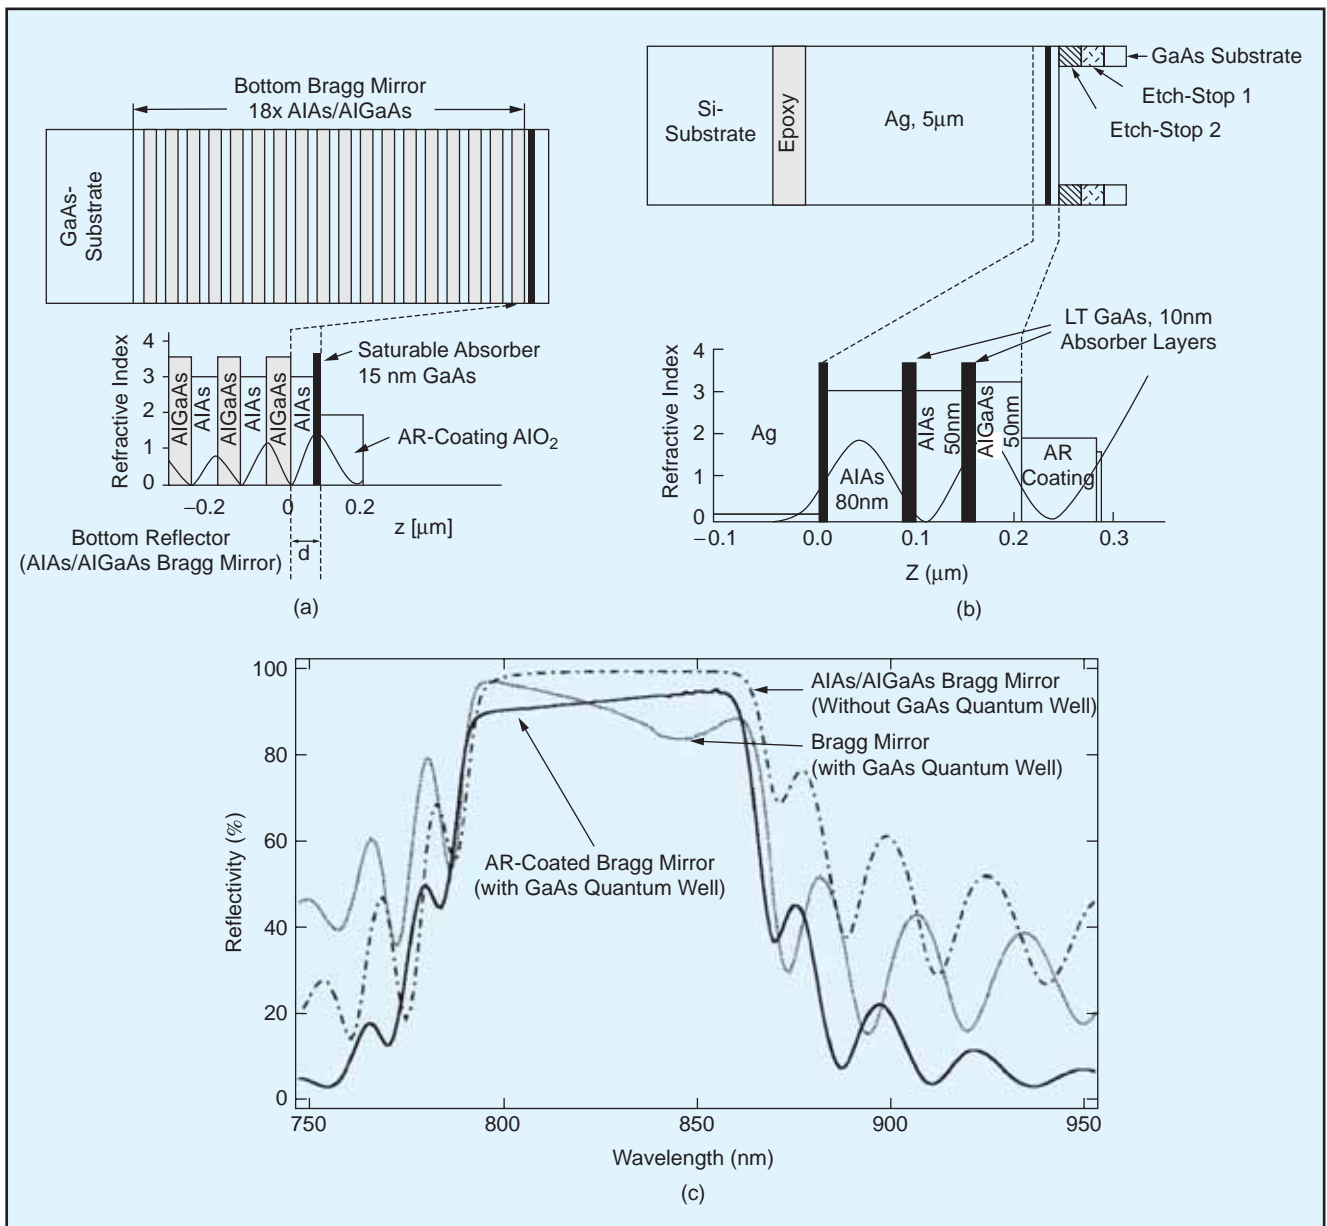 Bottom Bragg Mirror
18x AlAs/AlGaAs
GaAs-
Substrate
Refractive Index
4
3
2
1
0
AlGaAs
AlAs
AlGaAs
AlAs
AlGaAs
AlAs
Saturable Absorber
15 nm GaAs
AR-Coating AlO2
−0.2
0
0.2
z [μm]
Bottom Reflector
(AlAs/AlGaAs Bragg Mirror)
d
(a)
Si-
Substrate
Epoxy
Ag, 5μm
GaAs Substrate
Etch-Stop 1
Etch-Stop 2
LT GaAs, 10nm
Absorber Layers
Refractive Index
4
3
2
1
0
Ag
AlAs
80nm
AlAs
50nm
AlGaAs
50nm
AR
Coating
−0.1
0.0
0.1
0.2
0.3
Z (μm)
(b)
Reflectivity (%)
100
80
60
40
20
0
AlAs/AlGaAs Bragg Mirror
(Without GaAs Quantum Well)
Bragg Mirror
(with GaAs Quantum Well)
AR-Coated Bragg Mirror
(with GaAs Quantum Well)
750
800
850
900
950
Wavelength (nm)
(c)